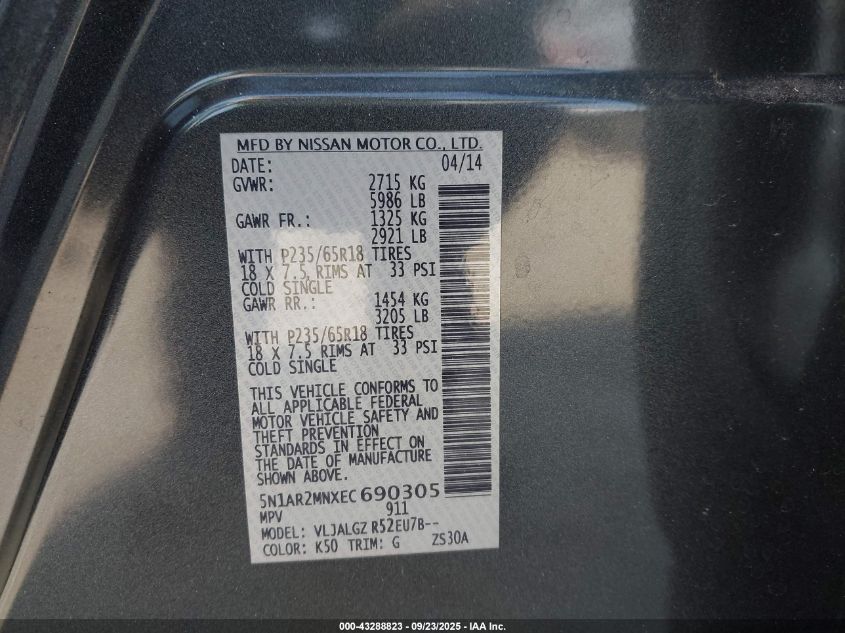 MFD BY NISSAN MOTOR CO., LTD.
DATE: 04/14
GVWR: 2715 KG
5986 LB
GAWR FR.: 1325 KG
2921 LB
WITH P235/65R18 TIRES
18 X 7.5 RIMS AT 33 PSI
COLD SINGLE
GAWR RR.: 1454 KG
3205 LB
WITH P235/65R18 TIRES
18 X 7.5 RIMS AT 33 PSI
COLD SINGLE
THIS VEHICLE CONFORMS TO
ALL APPLICABLE FEDERAL
MOTOR VEHICLE SAFETY AND
THEFT PREVENTION
STANDARDS IN EFFECT ON
THE DATE OF MANUFACTURE
SHOWN ABOVE.
5N1AR2MNXEC690305
MPV 911
MODEL: VLJALGZ R52EU7B--
COLOR: K50 TRIM: G ZS30A
000-43288823 - 09/23/2025 - IAA Inc.